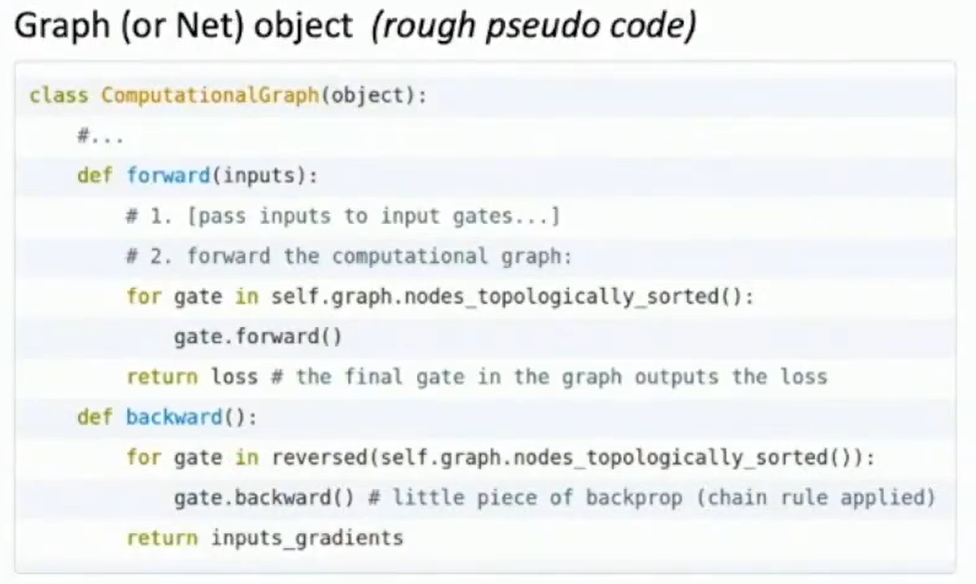 Graph (or Net) object (rough pseudo code)
class ComputationalGraph(object):
    #...
    def forward(inputs):
        # 1. [pass inputs to input gates...]
        # 2. forward the computational graph:
        for gate in self.graph.nodes_topologically_sorted():
            gate.forward()
        return loss # the final gate in the graph outputs the loss
    def backward():
        for gate in reversed(self.graph.nodes_topologically_sorted()):
            gate.backward() # little piece of backprop (chain rule applied)
        return inputs_gradients